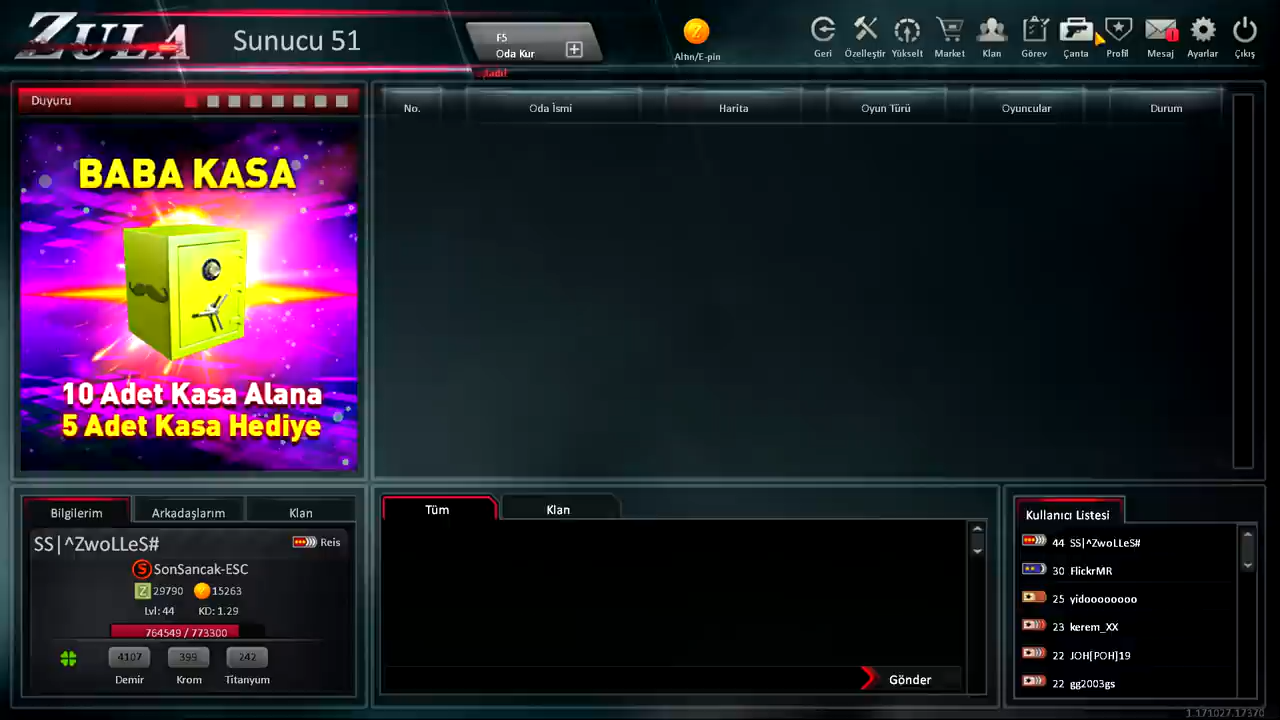 ZULA
Sunucu 51
F5
Oda Kur
Altın/E-pin
Geri
Özelleştir
Yükselt
Market
Klan
Görev
Çanta
Profil
Mesaj
Ayarlar
Çıkış
Duyuru
BABA KASA
10 Adet Kasa Alana
5 Adet Kasa Hediye
No.
Oda İsmi
Harita
Oyun Türü
Oyuncular
Durum
Bilgilerim
Arkadaşlarım
Klan
SS|^ZwoLLeS#
Reis
SonSancak-ESC
29790
15263
Lvl: 44
KD: 1.29
764549 / 773300
4107
399
242
Demir
Krom
Titanyum
Tüm
Klan
Gönder
Kullanıcı Listesi
44 SS|^ZwoLLeS#
30 FlickrMR
25 yidoooooooo
23 kerem_XX
22 JOH[POH]19
22 gg2003gs
1.171027.17370